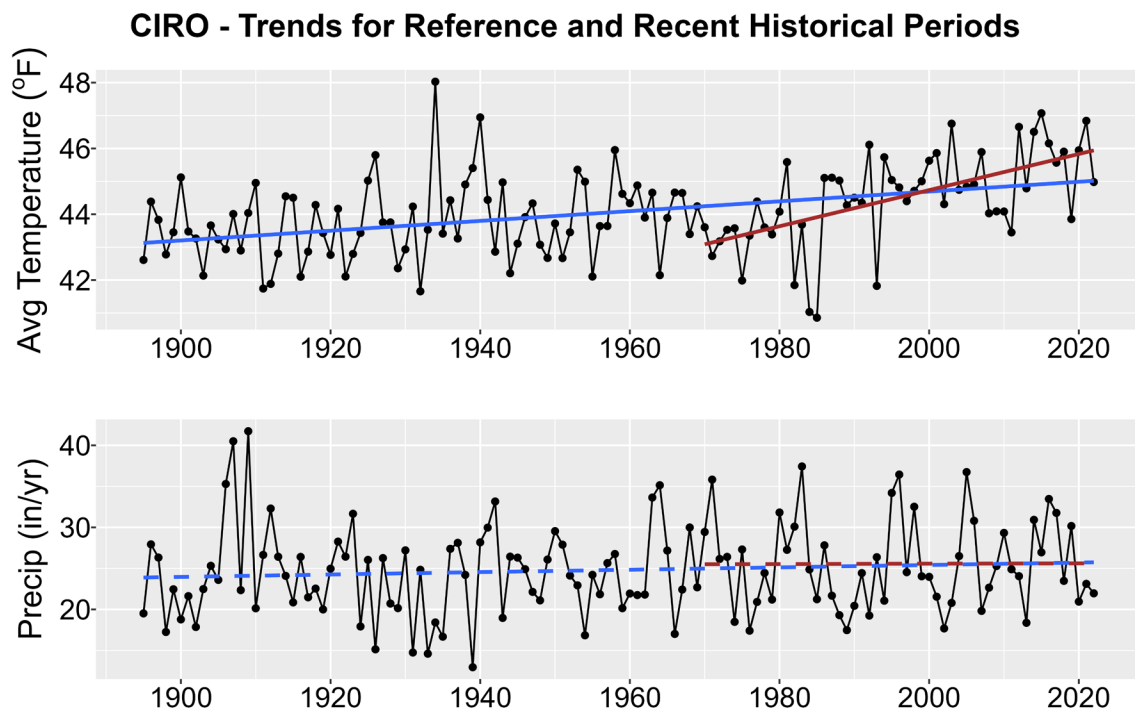 CIRO - Trends for Reference and Recent Historical Periods
Avg Temperature (°F)
48
46
44
42
1900 1920 1940 1960 1980 2000 2020
Precip (in/yr)
40
30
20
1900 1920 1940 1960 1980 2000 2020